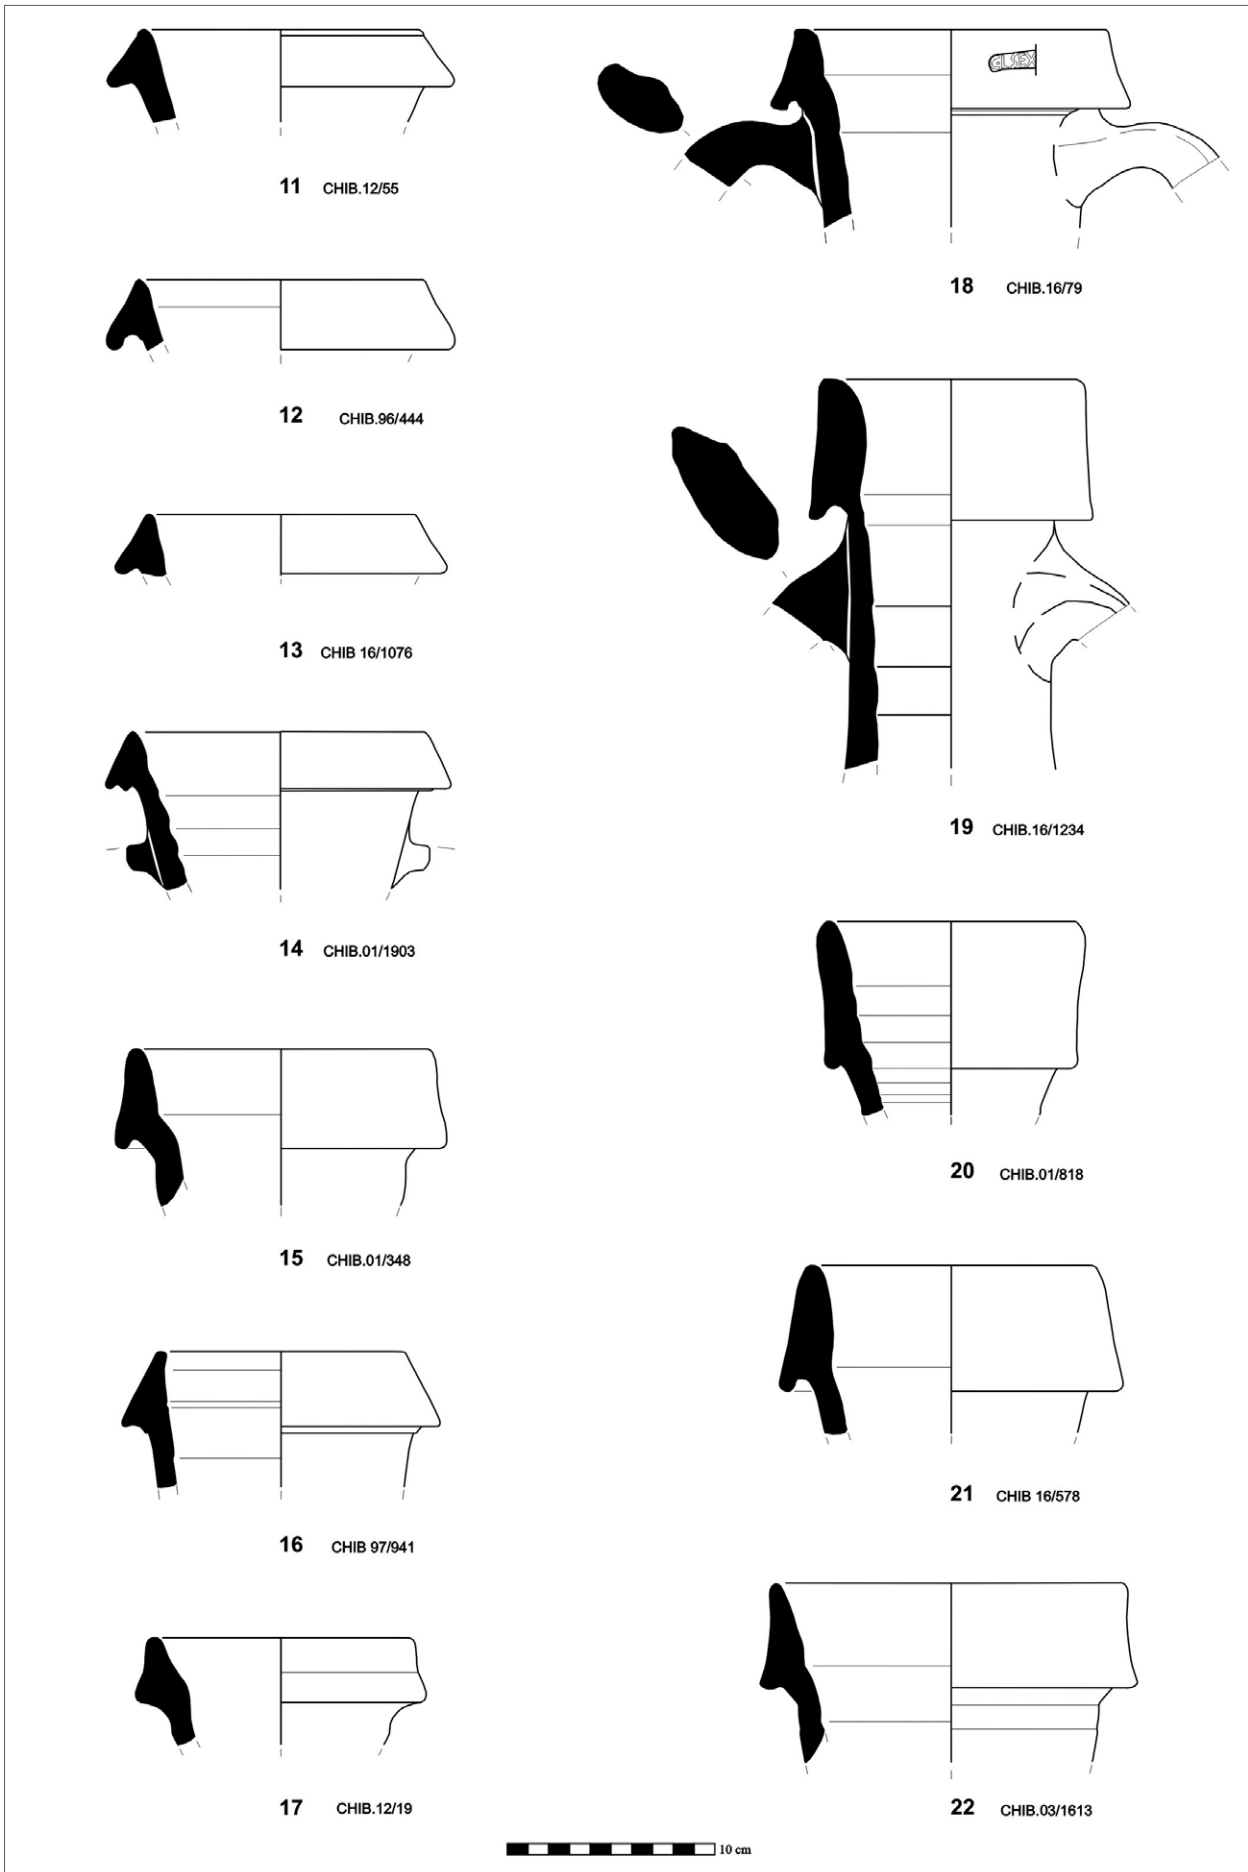 11 CHIB.12/55
12 CHIB.96/444
13 CHIB 16/1076
14 CHIB.01/1903
15 CHIB.01/348
16 CHIB 97/941
17 CHIB.12/19
18 CHIB.16/79
19 CHIB.16/1234
20 CHIB.01/818
21 CHIB 16/578
22 CHIB.03/1613
10 cm